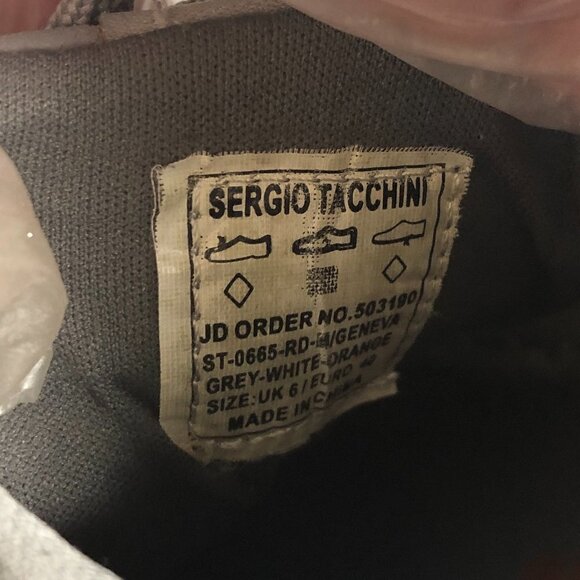 SERGIO TACCHINI
JD ORDER NO.503190
ST-0665-RD-M/GENEVA
GREY-WHITE-ORANGE
SIZE:UK 6/EURO 40
MADE IN CHINA